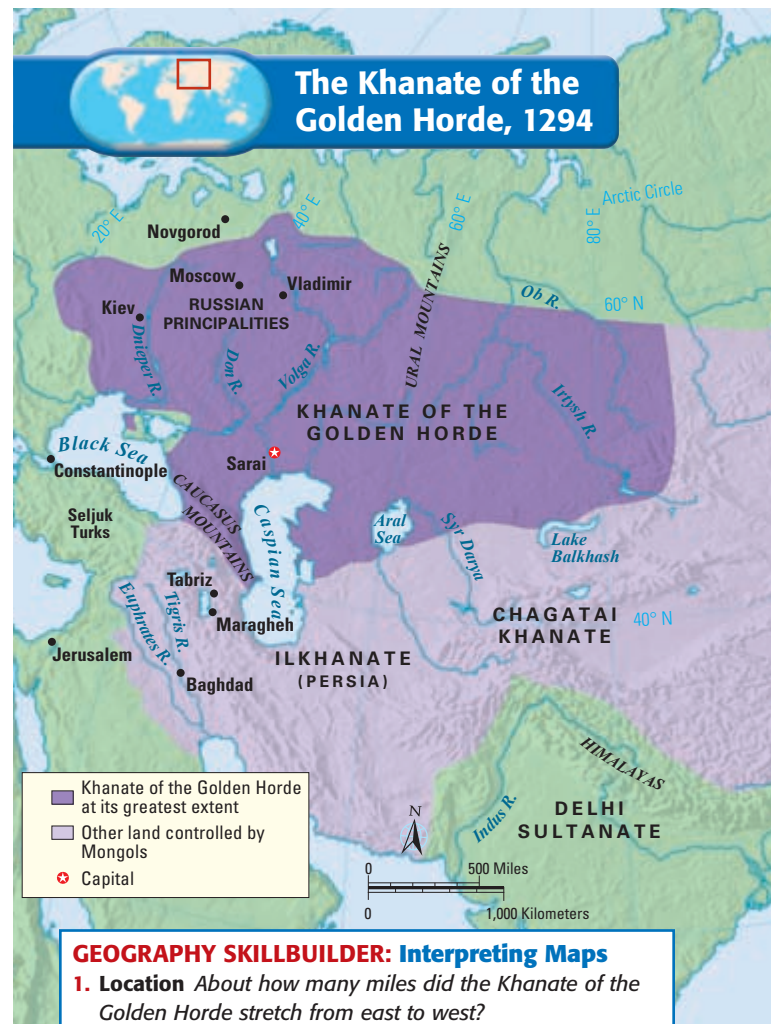 The Khanate of the
Golden Horde, 1294
Arctic Circle
20° E
40° E
60° E
80° E
Novgorod
Moscow
Vladimir
Kiev
RUSSIAN
PRINCIPALITIES
URAL MOUNTAINS
Ob R.
60° N
Dnieper R.
Don R.
Volga R.
Irtysh R.
KHANATE OF THE
GOLDEN HORDE
Black Sea
Constantinople
Sarai
Seljuk
Turks
CAUCASUS
MOUNTAINS
Caspian Sea
Aral
Sea
Syr Darya
Lake
Balkhash
Tabriz
Maragheh
Euphrates R.
Tigris R.
CHAGATAI
KHANATE
40° N
Jerusalem
Baghdad
ILKHANATE
(PERSIA)
HIMALAYAS
Indus R.
DELHI
SULTANATE
Khanate of the Golden Horde
at its greatest extent
Other land controlled by
Mongols
Capital
N
0 500 Miles
0 1,000 Kilometers
GEOGRAPHY SKILLBUILDER: Interpreting Maps
1. Location About how many miles did the Khanate of the
Golden Horde stretch from east to west?